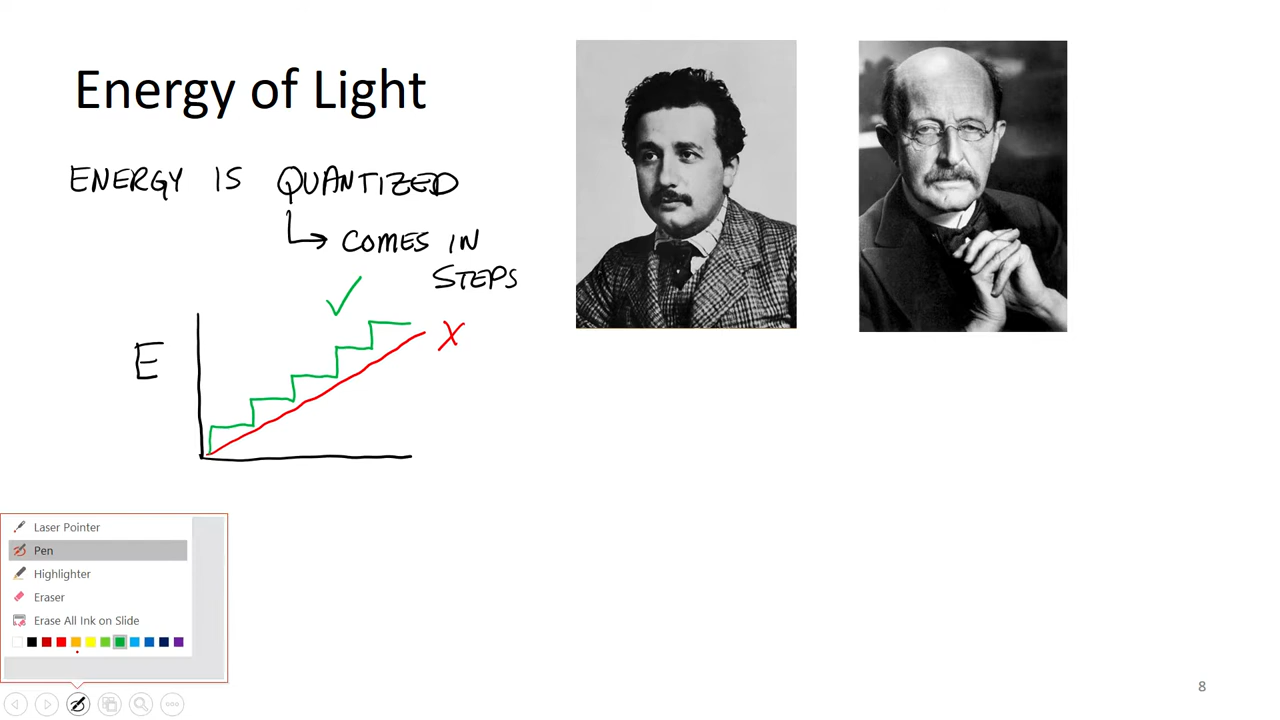 Energy of Light
ENERGY IS QUANTIZED
COMES IN
STEPS
E
X
Laser Pointer
Pen
Highlighter
Eraser
Erase All Ink on Slide
8